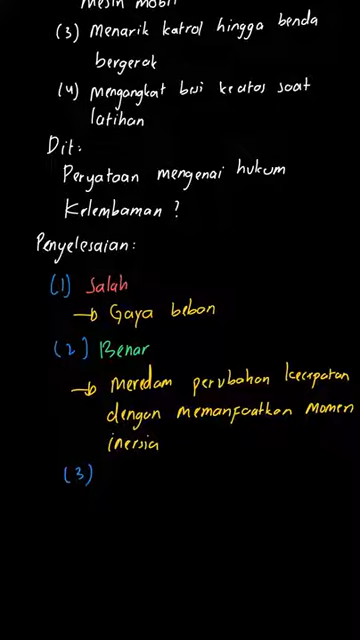 mesin mobil
(3) Menarik katrol hingga benda
bergerak
(4) mengangkat besi keatas saat
latihan
Dit:
Peryataan mengenai hukum
Kelembaman ?
Penyelesaian:
(1) Salah
→ Gaya beban
(2) Benar
→ Meredam perubahan kecepatan
dengan memanfaatkan momen
inersia
(3)